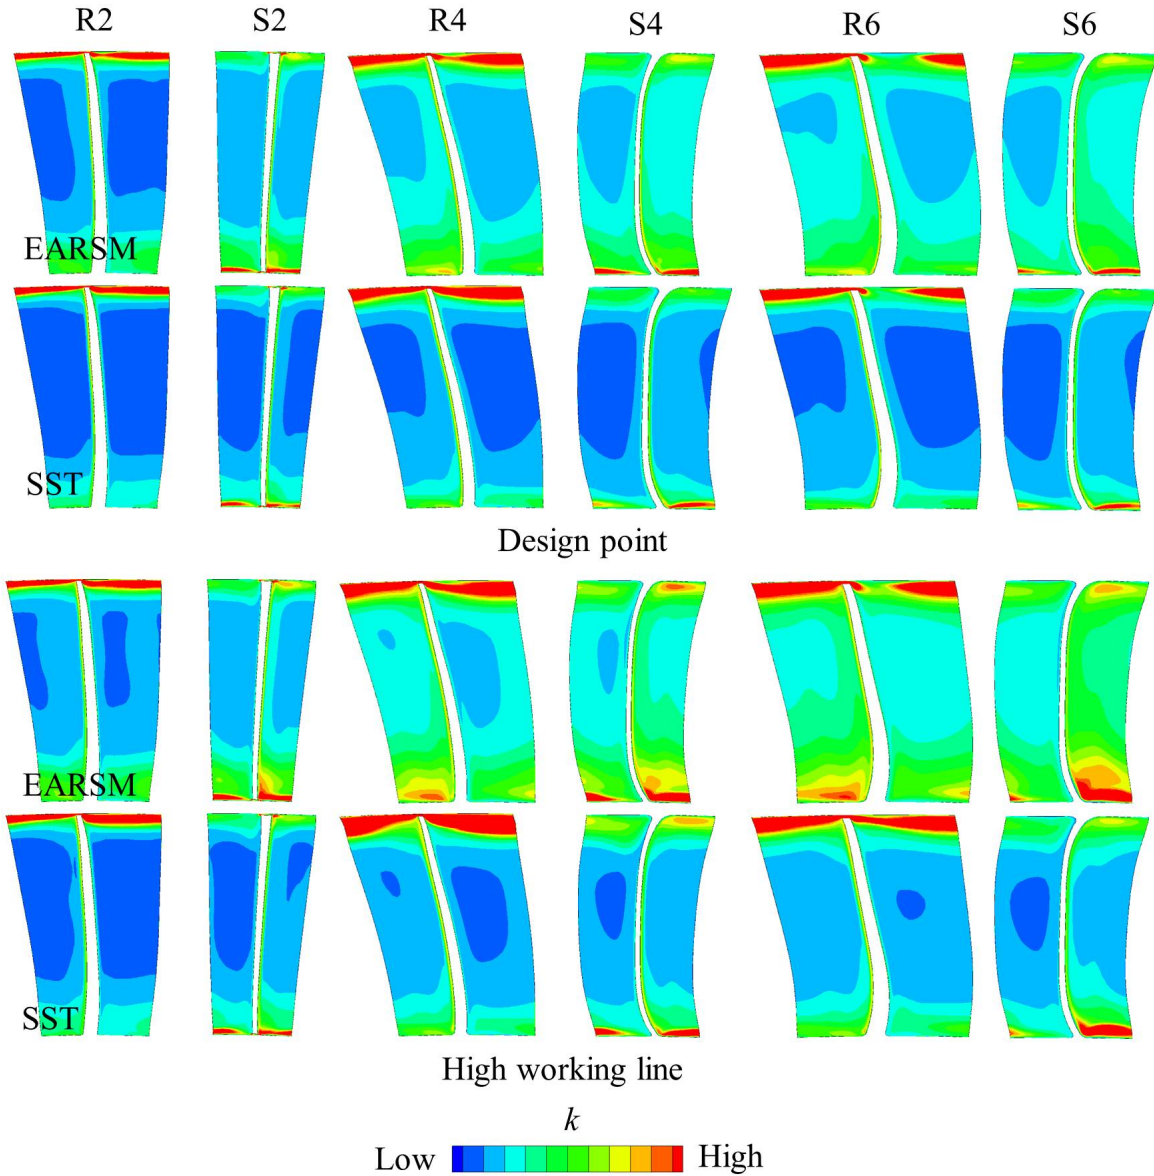 R2 S2 R4 S4 R6 S6
EARSM
SST
Design point
EARSM
SST
High working line
k
Low High